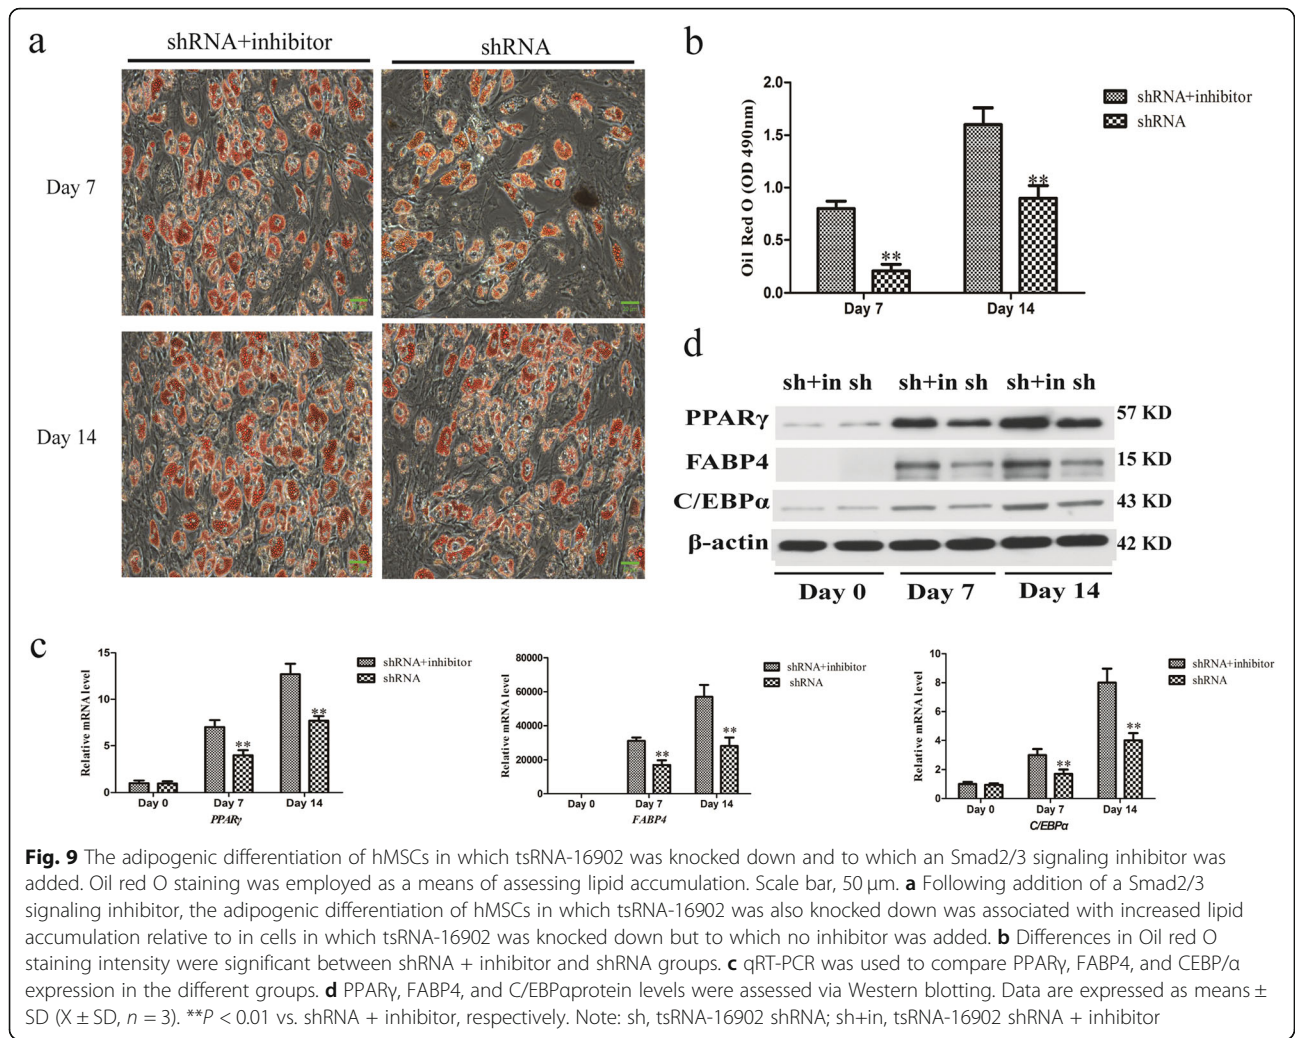 a
shRNA+inhibitor
shRNA
Day 7
Day 14
b
2.0
1.5
1.0
0.5
0.0
Oil Red O (OD 490nm)
**
**
Day 7
Day 14
shRNA+inhibitor
shRNA
d
sh+in sh sh+in sh sh+in sh
PPARγ 57 KD
FABP4 15 KD
C/EBPα 43 KD
β-actin 42 KD
Day 0 Day 7 Day 14
c
15
10
5
0
Relative mRNA level
**
**
Day 0 Day 7 Day 14
PPARγ
shRNA+inhibitor
shRNA
80000
60000
40000
20000
0
Relative mRNA level
**
**
Day 0 Day 7 Day 14
FABP4
shRNA+inhibitor
shRNA
10
8
6
4
2
0
Relative mRNA level
**
**
Day 0 Day 7 Day 14
C/EBPα
shRNA+inhibitor
shRNA
Fig. 9 The adipogenic differentiation of hMSCs in which tsRNA-16902 was knocked down and to which an Smad2/3 signaling inhibitor was
added. Oil red O staining was employed as a means of assessing lipid accumulation. Scale bar, 50 μm. a Following addition of a Smad2/3
signaling inhibitor, the adipogenic differentiation of hMSCs in which tsRNA-16902 was also knocked down was associated with increased lipid
accumulation relative to in cells in which tsRNA-16902 was knocked down but to which no inhibitor was added. b Differences in Oil red O
staining intensity were significant between shRNA + inhibitor and shRNA groups. c qRT-PCR was used to compare PPARγ, FABP4, and CEBP/α
expression in the different groups. d PPARγ, FABP4, and C/EBPαprotein levels were assessed via Western blotting. Data are expressed as means ±
SD (X ± SD, n = 3). **P < 0.01 vs. shRNA + inhibitor, respectively. Note: sh, tsRNA-16902 shRNA; sh+in, tsRNA-16902 shRNA + inhibitor